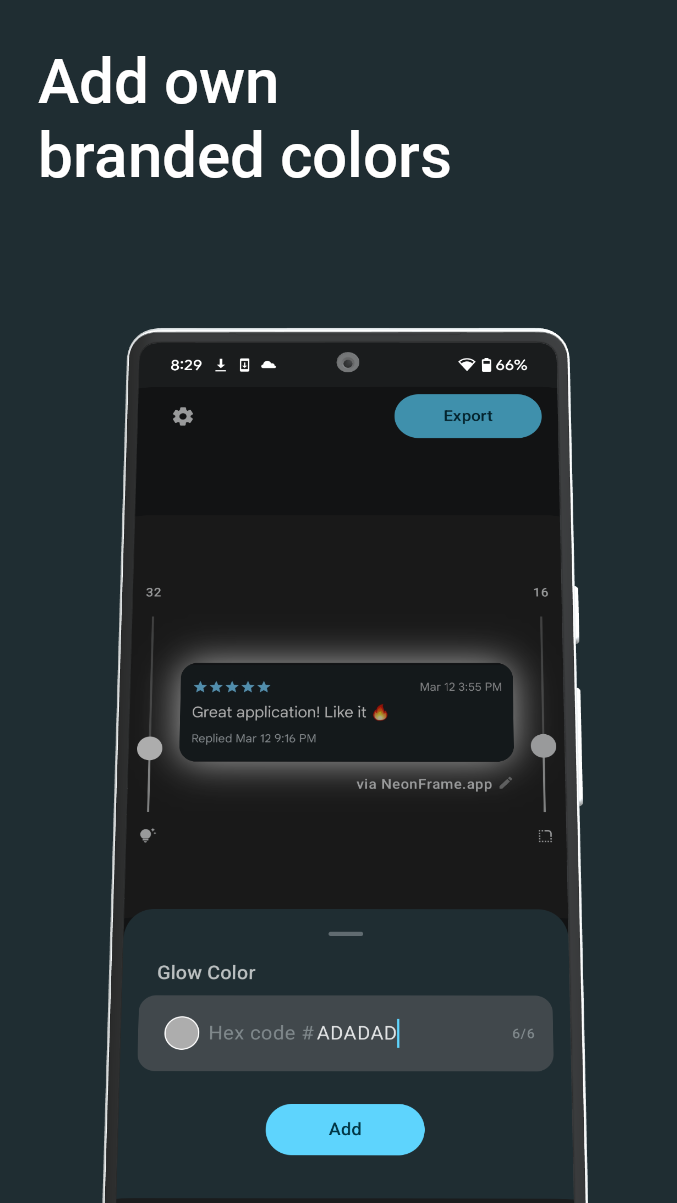 Add own
branded colors
8:29
66%
Export
32
16
Mar 12 3:55 PM
Great application! Like it 🔥
Replied Mar 12 9:16 PM
via NeonFrame.app
Glow Color
Hex code #ADADAD
6/6
Add